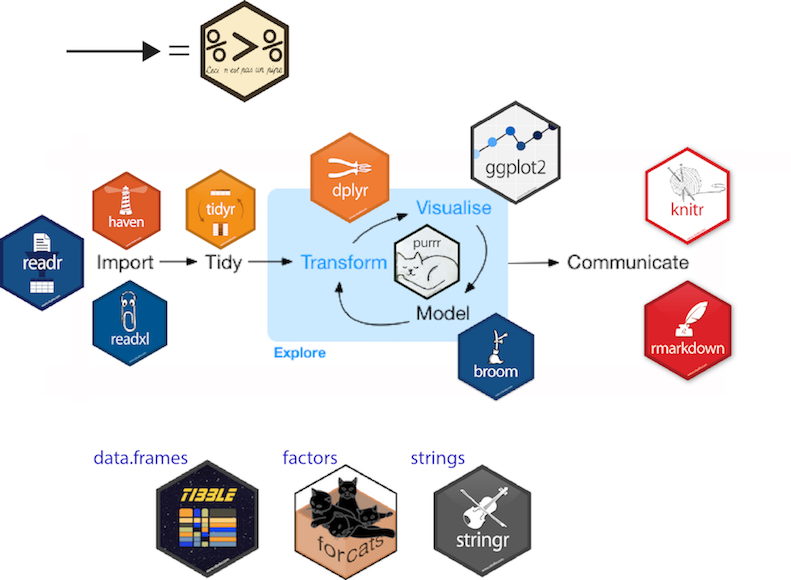 =
% > %
Ceci n'est pas un pipe
ggplot2
dplyr
haven
tidyr
knitr
Visualise
purrr
readr
Import
Tidy
Transform
Communicate
Model
readxl
rmarkdown
Explore
broom
data.frames
factors
strings
TIBBLE
forcats
stringr